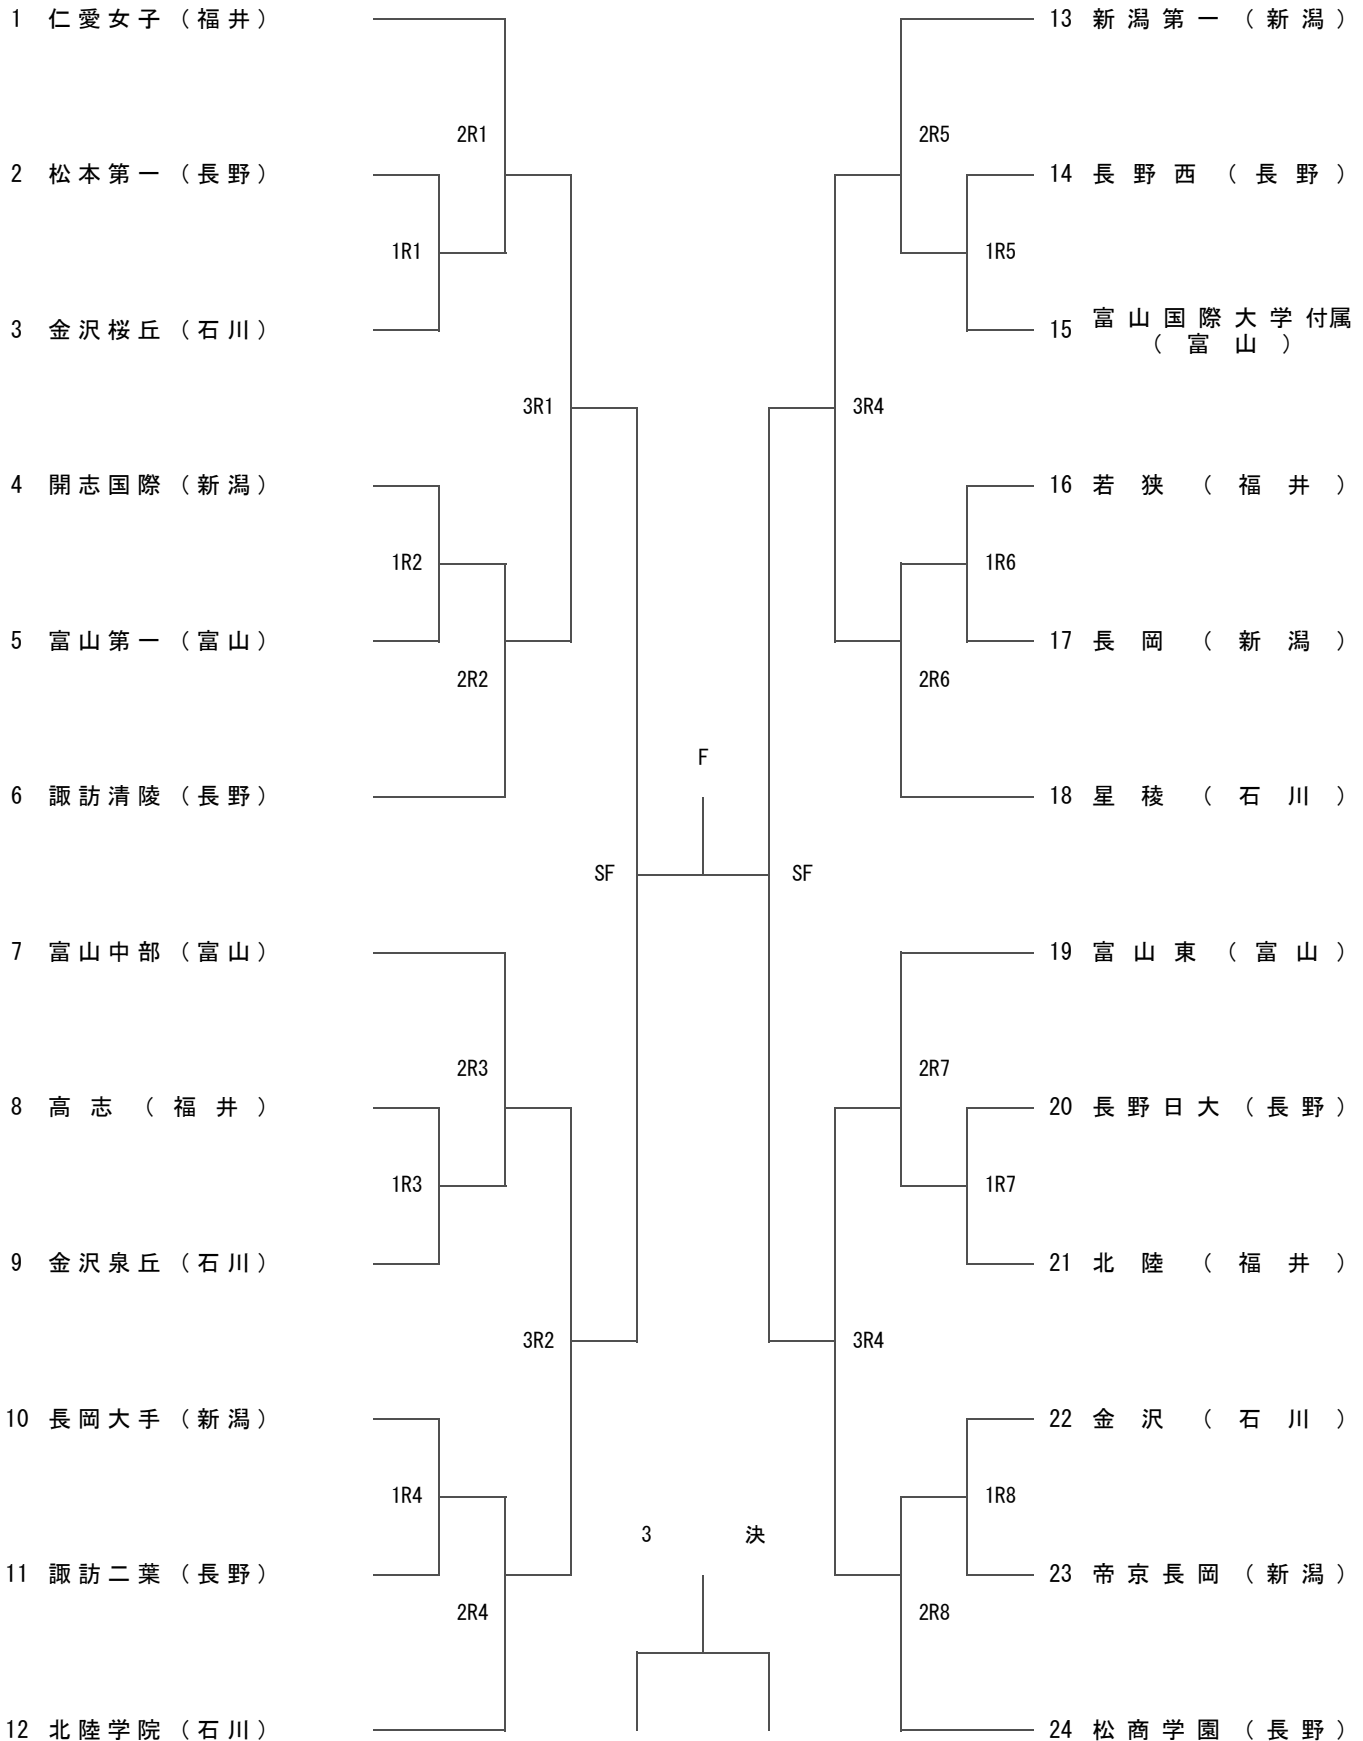 1 仁愛女子（福井）
2R1
2 松本第一（長野）
1R1
3 金沢桜丘（石川）
3R1
4 開志国際（新潟）
1R2
5 富山第一（富山）
2R2
6 諏訪清陵（長野）
SF
7 富山中部（富山）
2R3
8 高志（福井）
1R3
9 金沢泉丘（石川）
3R2
10 長岡大手（新潟）
1R4
11 諏訪二葉（長野）
2R4
12 北陸学院（石川）
F
3 決
13 新潟第一（新潟）
2R5
14 長野西（長野）
1R5
15 富山国際大学付属
（富山）
3R4
16 若狭（福井）
1R6
17 長岡（新潟）
2R6
18 星稜（石川）
SF
19 富山東（富山）
2R7
20 長野日大（長野）
1R7
21 北陸（福井）
3R4
22 金沢（石川）
1R8
23 帝京長岡（新潟）
2R8
24 松商学園（長野）